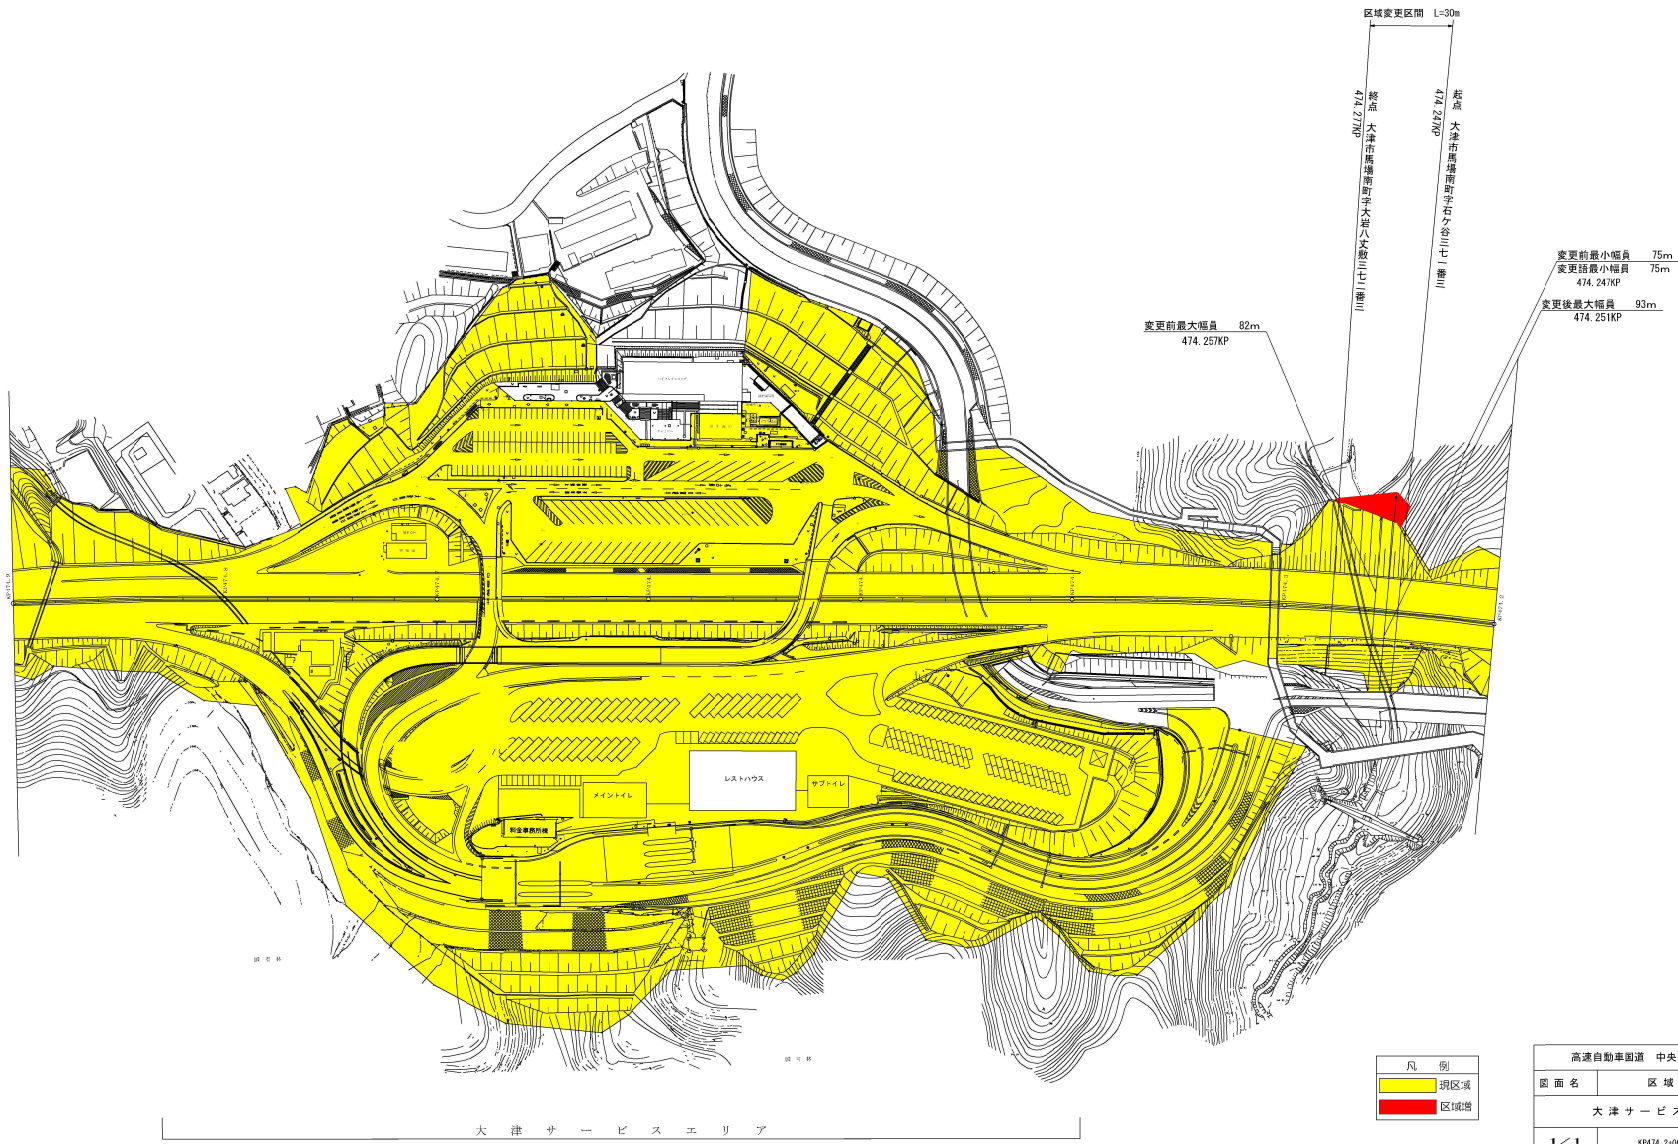 区域変更区間 L=30m
終点 大津市馬場南町字大岩八丈敷三七二番三
474.277KP
起点 大津市馬場南町字石ケ谷三七一番三
474.247KP
変更前最小幅員 75m
変更語最小幅員 75m
474.247KP
変更後最大幅員 93m
474.251KP
変更前最大幅員 82m
474.257KP
KP474.9
KP474.3
KP474.2
レストハウス
メイントイレ
サブトイレ
料金事務所棟
国有林
国有林
大津サービスエリア
凡例
現区域
区域増
高速自動車国道 中央
図面名 区域
大津サービス
1/1